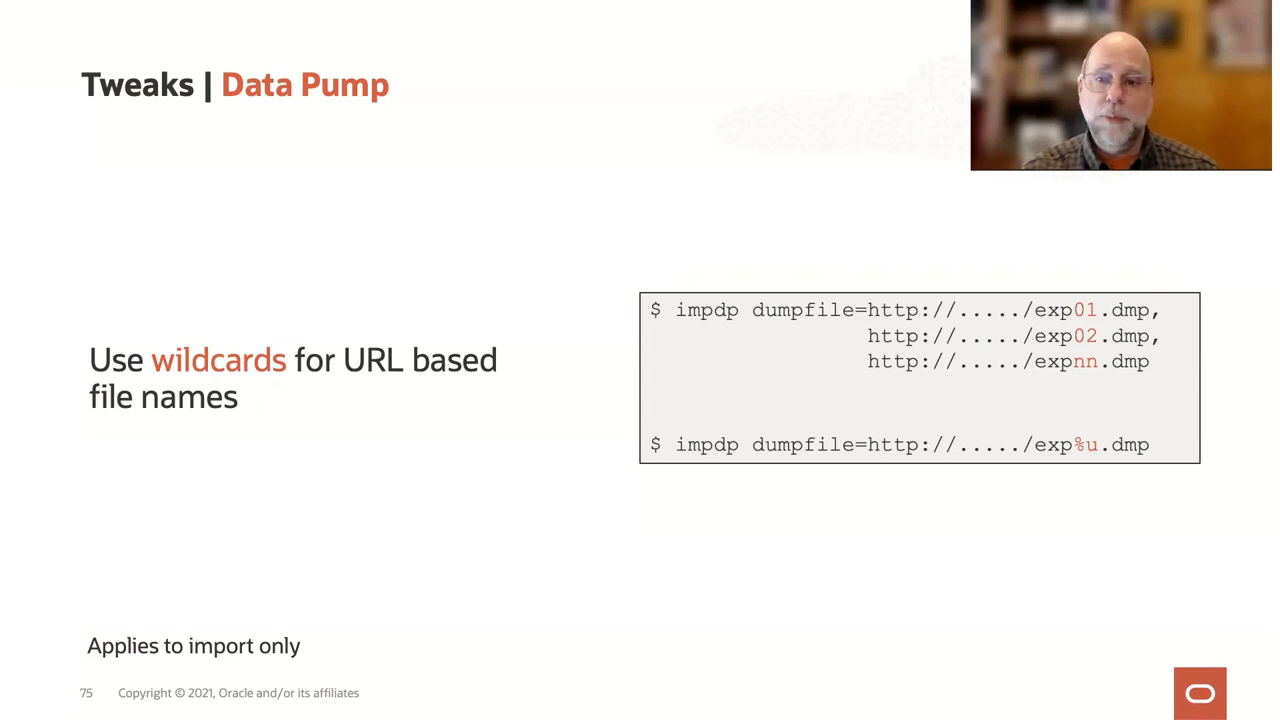 Tweaks | Data Pump
Use wildcards for URL based
file names
$ impdp dumpfile=http://...../exp01.dmp,
http://...../exp02.dmp,
http://...../expnn.dmp
$ impdp dumpfile=http://...../exp%u.dmp
Applies to import only
75 Copyright © 2021, Oracle and/or its affiliates